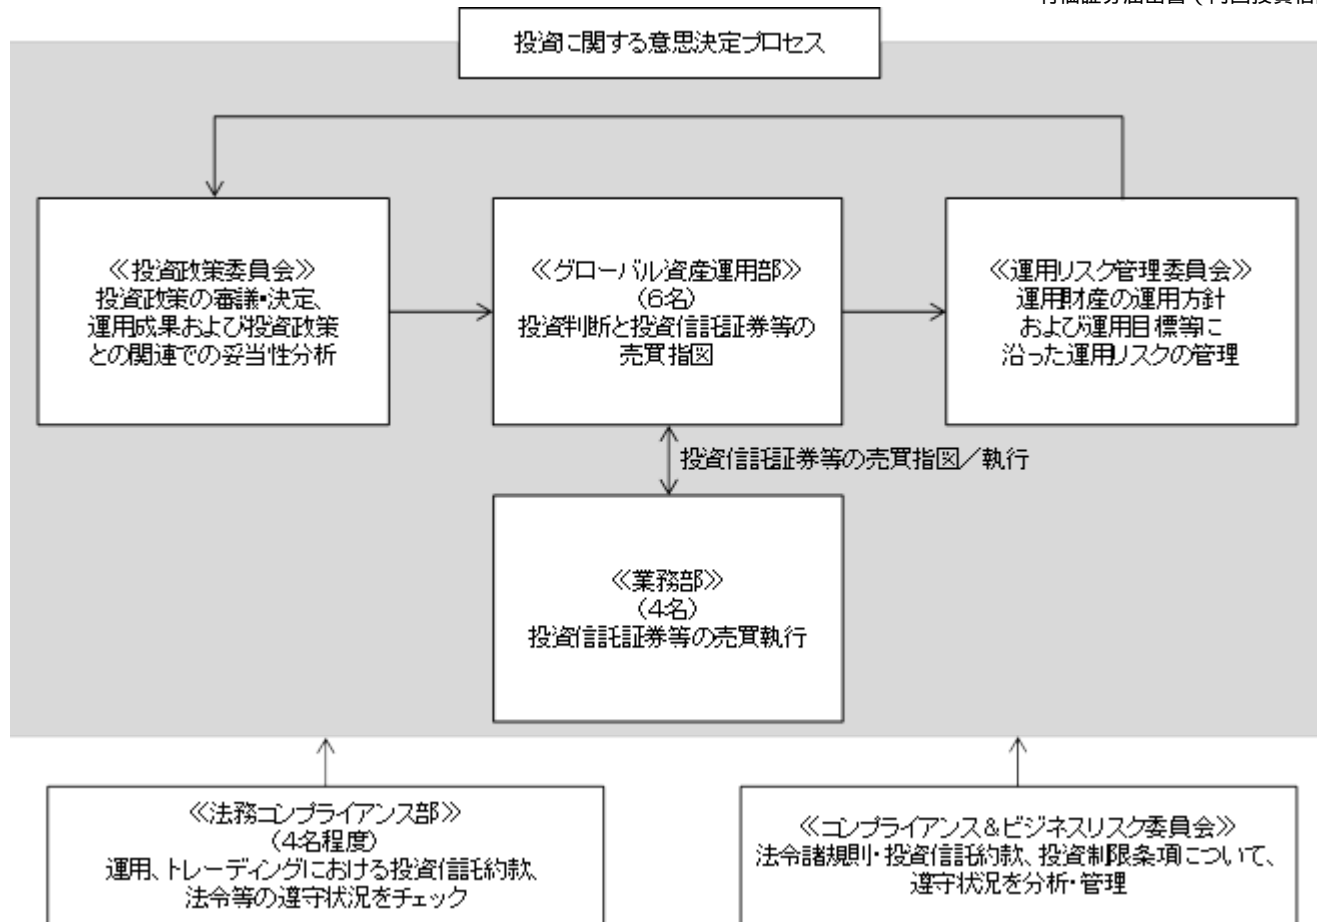 投資に関する意思決定プロセス
≪投資政策委員会≫
投資政策の審議・決定、
運用成果および投資政策
との関連での妥当性分析
≪グローバル資産運用部≫
(6名)
投資判断と投資信託証券等の
売買指図
≪運用リスク管理委員会≫
運用財産の運用方針
および運用目標等に
沿った運用リスクの管理
投資信託証券等の売買指図／執行
≪業務部≫
(4名)
投資信託証券等の売買執行
≪法務コンプライアンス部≫
(4名程度)
運用、トレーディングにおける投資信託約款、
法令等の遵守状況をチェック
≪コンプライアンス＆ビジネスリスク委員会≫
法令諸規則・投資信託約款、投資制限条項について、
遵守状況を分析・管理